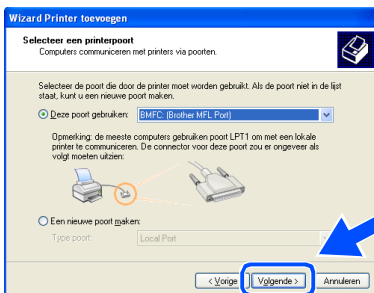 Wizard Printer toevoegen
Selecteer een printerpoort
Computers communiceren met printers via poorten.
Selecteer de poort die door de printer moet worden gebruikt. Als de poort niet in de lijst
staat, kunt u een nieuwe poort maken.
Deze poort gebruiken: BMFC: (Brother MFL Port)
Opmerking: de meeste computers gebruiken poort LPT1 om met een lokale
printer te communiceren. De connector voor deze poort zou er ongeveer als
volgt moeten uitzien:
Een nieuwe poort maken:
Type poort: Local Port
< Vorige Volgende > Annuleren